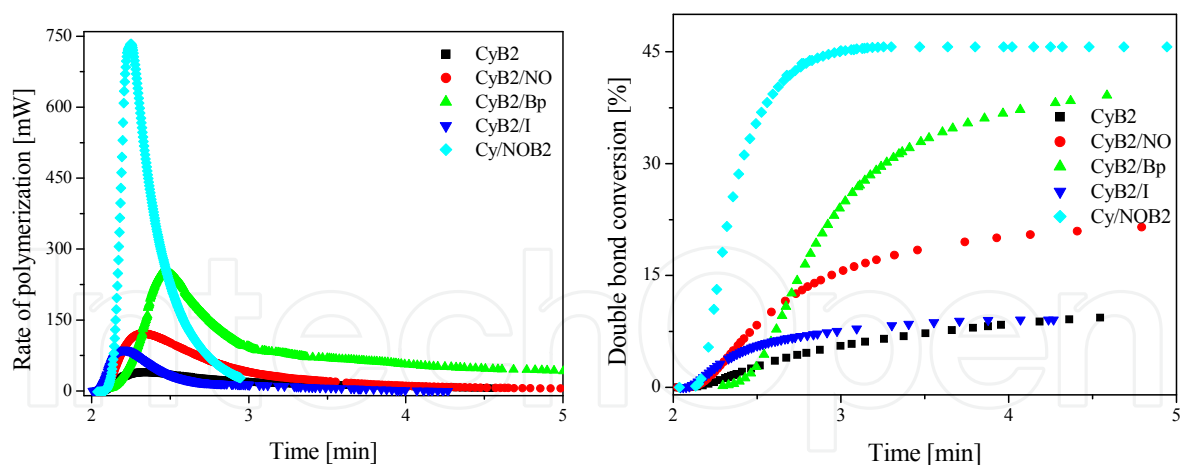 Rate of polymerization [mW]
750
600
450
300
150
0
2
3
4
5
Time [min]
CyB2
CyB2/NO
CyB2/Bp
CyB2/I
Cy/NOB2
Double bond conversion [%]
45
30
15
0
2
3
4
5
Time [min]
CyB2
CyB2/NO
CyB2/Bp
CyB2/I
Cy/NOB2
IntechOpen